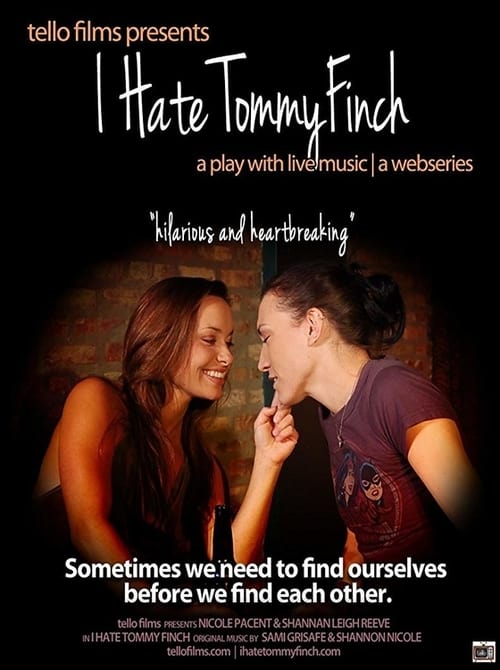 tello films presents
I Hate Tommy Finch
a play with live music | a webseries
"hilarious and heartbreaking"
Sometimes we need to find ourselves
before we find each other.
tello films PRESENTS NICOLE PACENT & SHANNAN LEIGH REEVE
IN I HATE TOMMY FINCH ORIGINAL MUSIC BY SAMI GRISAFE & SHANNON NICOLE
tellofilms.com | ihatetommyfinch.com